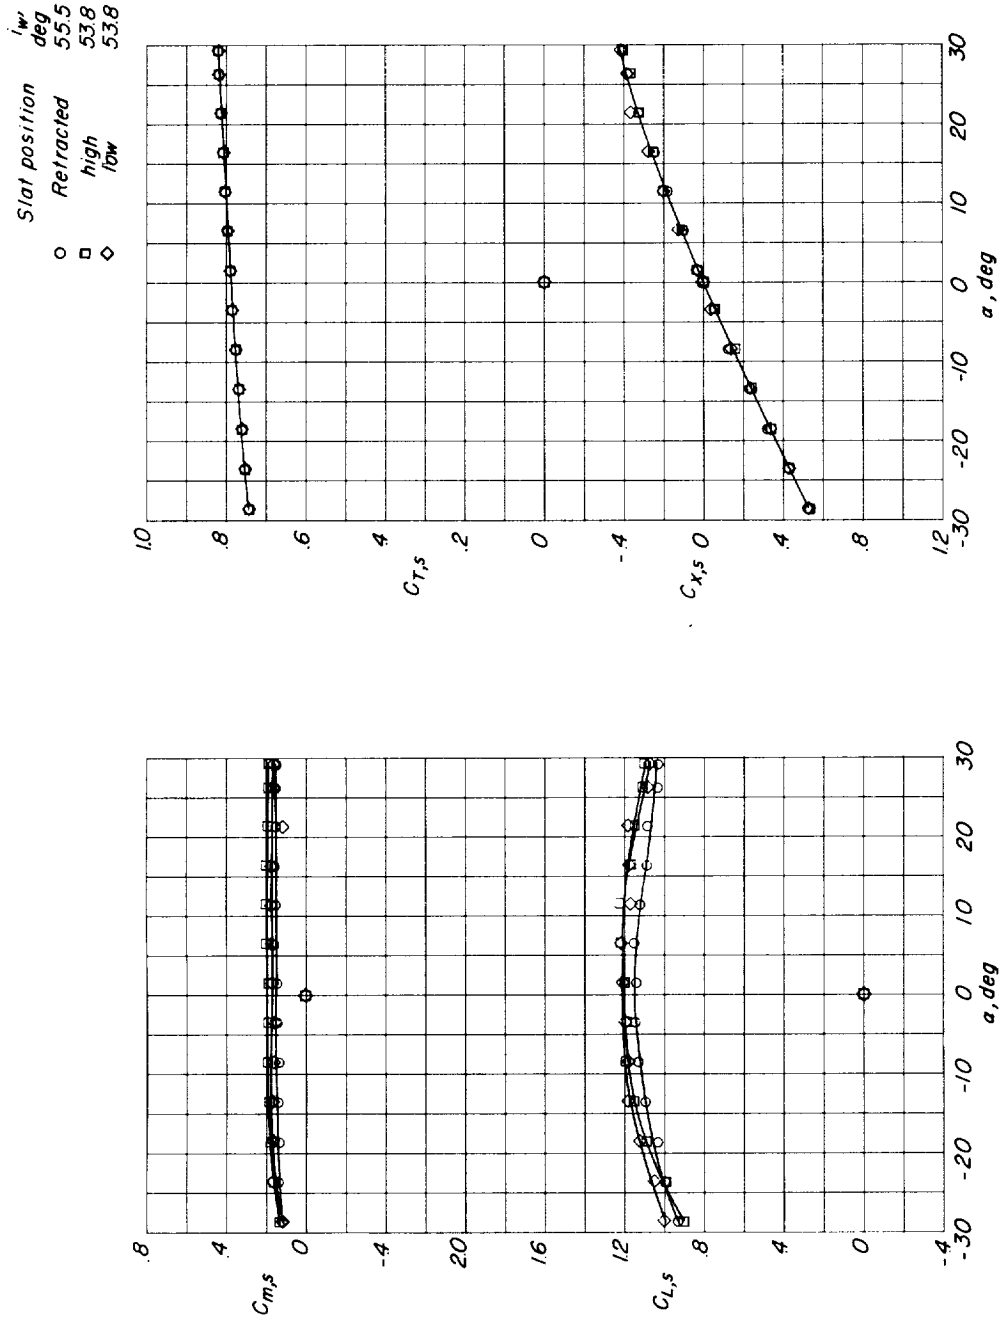 Slat position
i_w,
deg
○ Retracted 55.5
□ high 53.8
◇ low 53.8
C_m,s
.8
.4
0
-.4
C_L,s
2.0
1.6
1.2
.8
.4
0
-.4
-30 -20 -10 0 10 20 30
α, deg
C_T,s
1.0
.8
.6
.4
.2
0
C_X,s
-.4
0
.4
.8
1.2
-30 -20 -10 0 10 20 30
α, deg